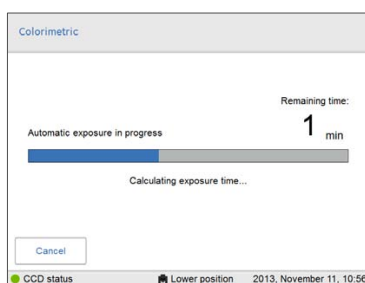 Colorimetric
Remaining time:
1 min
Automatic exposure in progress
Calculating exposure time...
Cancel
CCD status Lower position 2013, November 11, 10:56